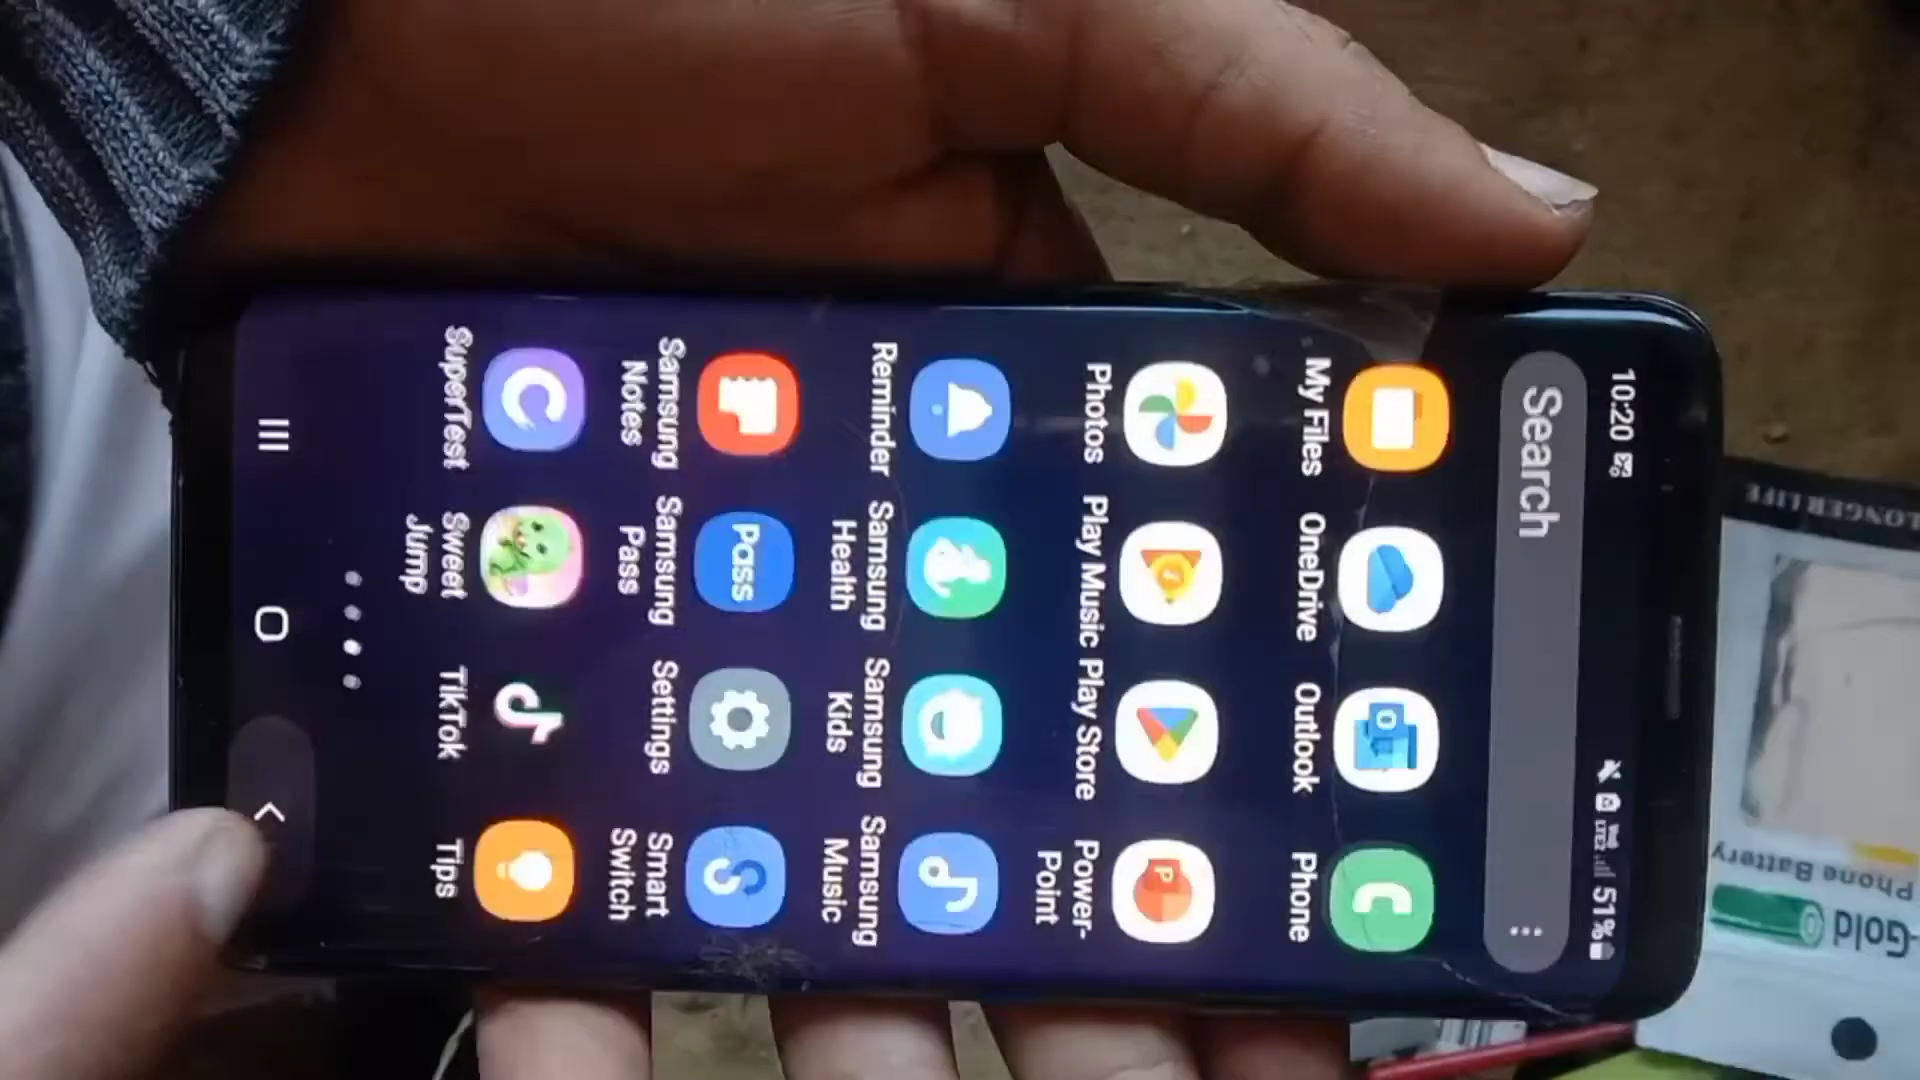 10:20
LTE2 51%
Search
My Files
OneDrive
Outlook
Phone
Photos
Play Music
Play Store
Power-
Point
Reminder
Samsung
Health
Samsung
Kids
Samsung
Music
Samsung
Notes
Pass
Samsung
Pass
Settings
Smart
Switch
SuperTest
Sweet
Jump
TikTok
Tips
LONGER LIFE
Phone Battery
-Gold